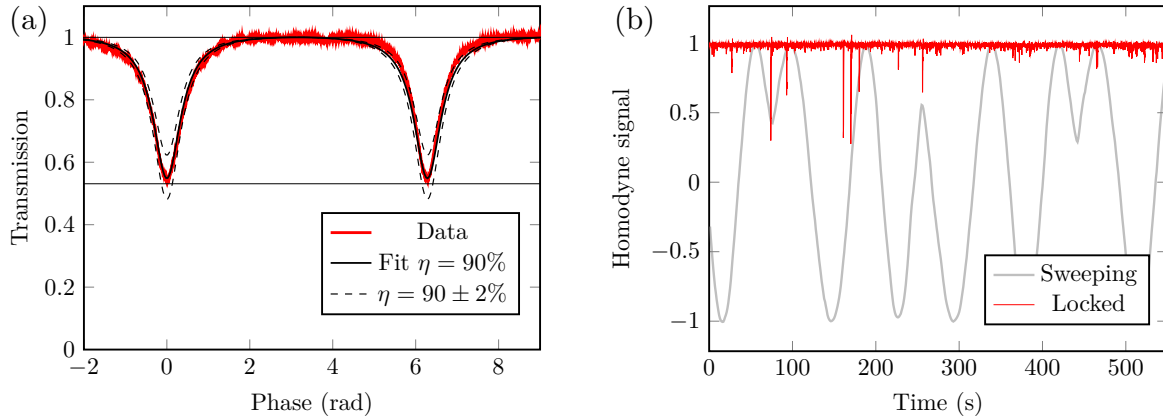 (a)
Transmission
1
0.8
0.6
0.4
0.2
0
−2
0
2
4
6
8
Phase (rad)
Data
Fit η = 90%
η = 90 ± 2%
(b)
Homodyne signal
1
0.5
0
−0.5
−1
0
100
200
300
400
500
Time (s)
Sweeping
Locked